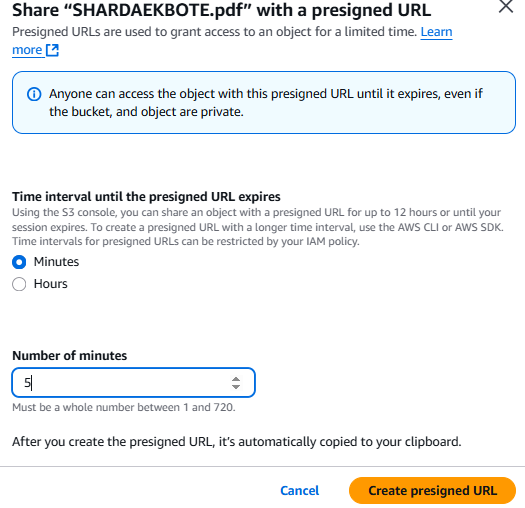 Share “SHARDAEKBOTE.pdf” with a presigned URL
Presigned URLs are used to grant access to an object for a limited time. Learn
more
Anyone can access the object with this presigned URL until it expires, even if
the bucket, and object are private.
Time interval until the presigned URL expires
Using the S3 console, you can share an object with a presigned URL for up to 12 hours or until your
session expires. To create a presigned URL with a longer time interval, use the AWS CLI or AWS SDK.
Time intervals for presigned URLs can be restricted by your IAM policy.
Minutes
Hours
Number of minutes
5
Must be a whole number between 1 and 720.
After you create the presigned URL, it’s automatically copied to your clipboard.
Cancel Create presigned URL